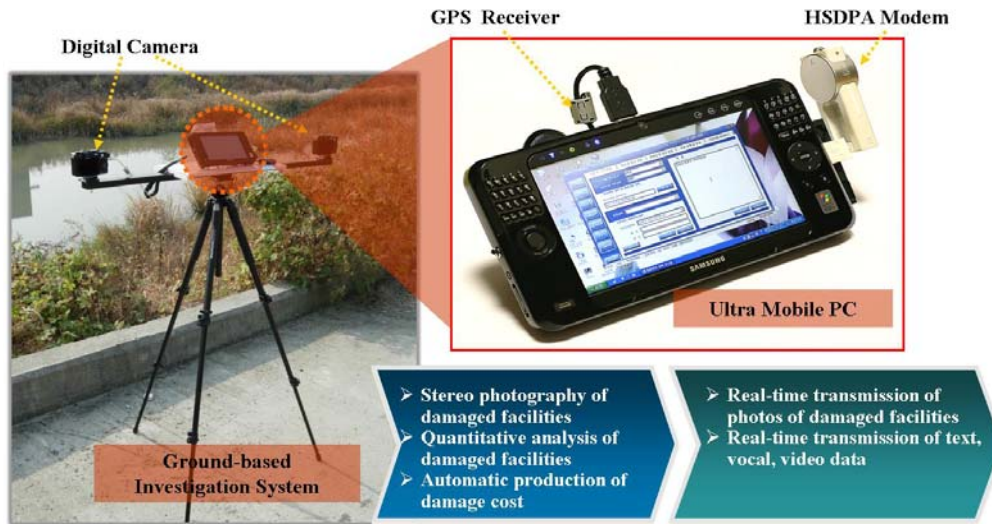 GPS Receiver
HSDPA Modem
Digital Camera
SAMSUNG
Ultra Mobile PC
Ground-based
Investigation System
➢ Stereo photography of
damaged facilities
➢ Quantitative analysis of
damaged facilities
➢ Automatic production of
damage cost
➢ Real-time transmission of
photos of damaged facilities
➢ Real-time transmission of text,
vocal, video data